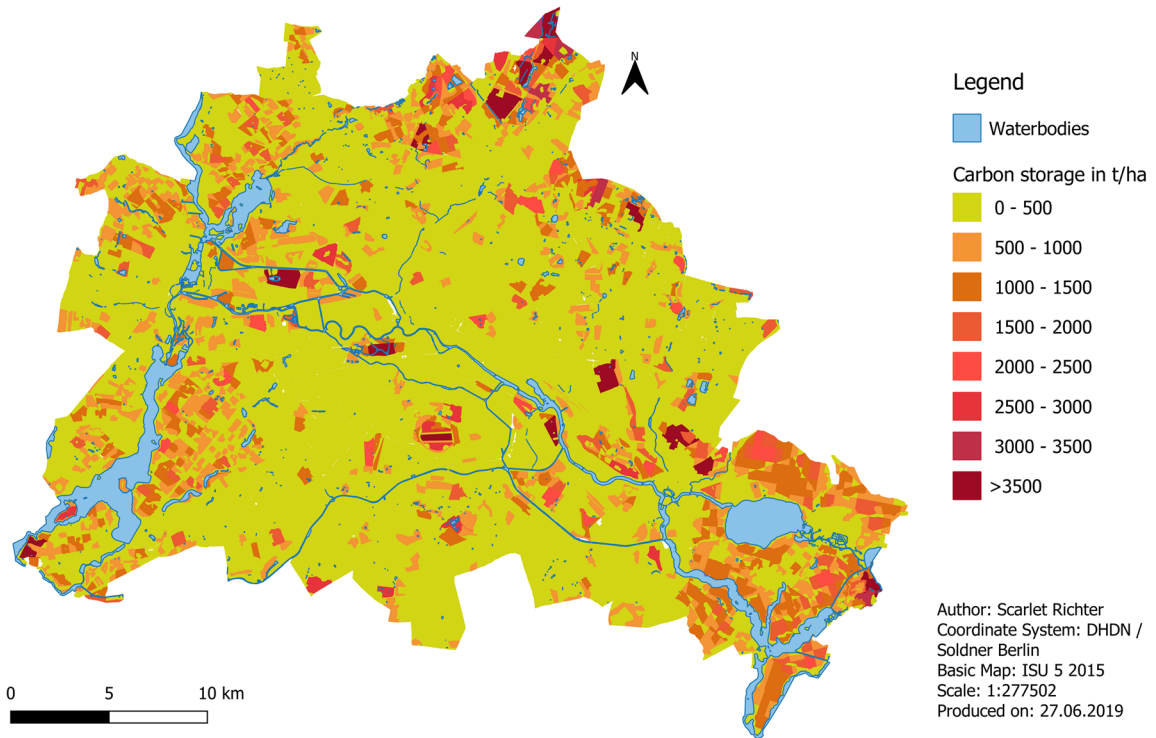 N
Legend
Waterbodies
Carbon storage in t/ha
0 - 500
500 - 1000
1000 - 1500
1500 - 2000
2000 - 2500
2500 - 3000
3000 - 3500
>3500
Author: Scarlet Richter
Coordinate System: DHDN /
Soldner Berlin
Basic Map: ISU 5 2015
Scale: 1:277502
Produced on: 27.06.2019
0 5 10 km